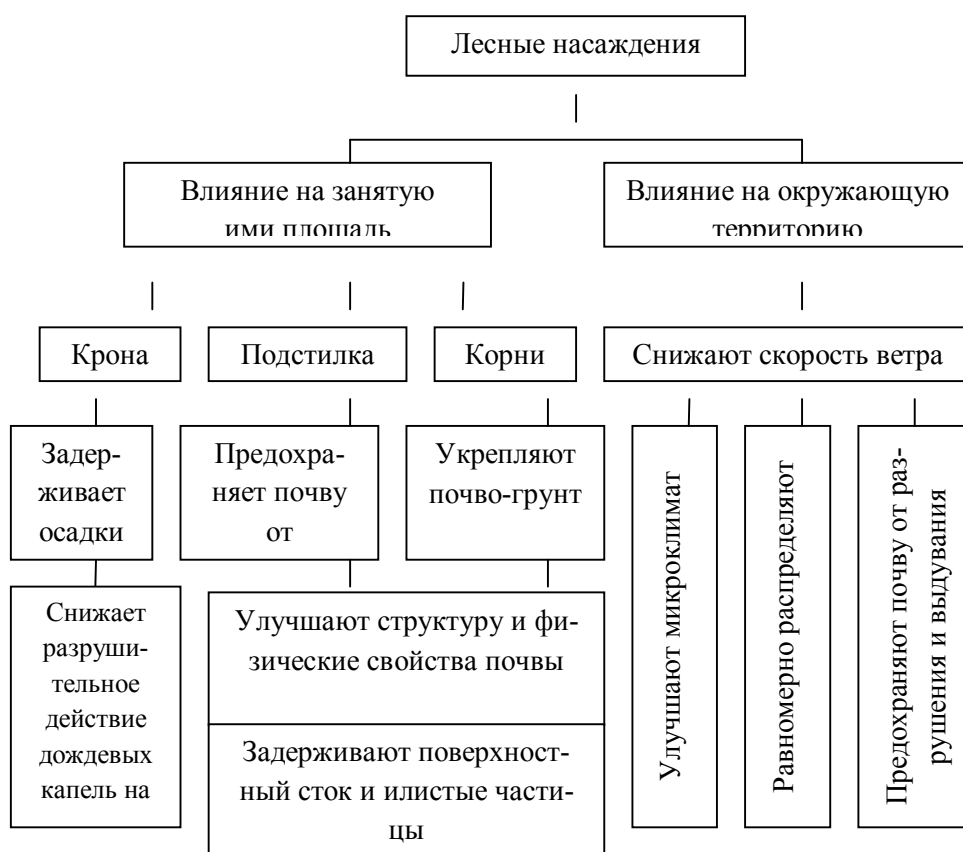 Лесные насаждения
Влияние на занятую
ими площадь
Влияние на окружающую
территорию
Крона
Подстилка
Корни
Снижают скорость ветра
Задер-
живает
осадки
Предохра-
няет почву
от
Укрепляют
почво-грунт
Снижает
разруши-
тельное
действие
дождевых
капель на
Улучшают структуру и фи-
зические свойства почвы
Задерживают поверхност-
ный сток и илистые части-
цы
Улучшают микроклимат
Равномерно распределяют
Предохраняют почву от раз-
рушения и выдувания